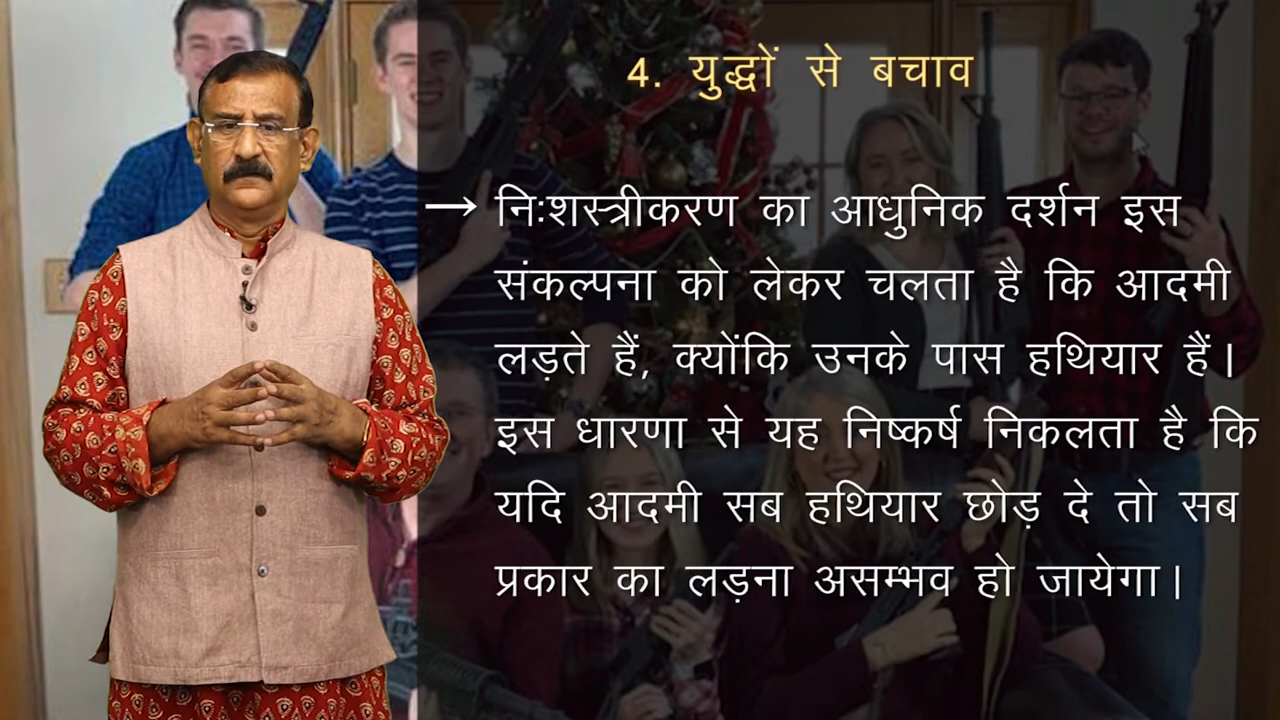 4. युद्धों से बचाव
→ निःशस्त्रीकरण का आधुनिक दर्शन इस
संकल्पना को लेकर चलता है कि आदमी
लड़ते हैं, क्योंकि उनके पास हथियार हैं।
इस धारणा से यह निष्कर्ष निकलता है कि
यदि आदमी सब हथियार छोड़ दे तो सब
प्रकार का लड़ना असम्भव हो जायेगा।